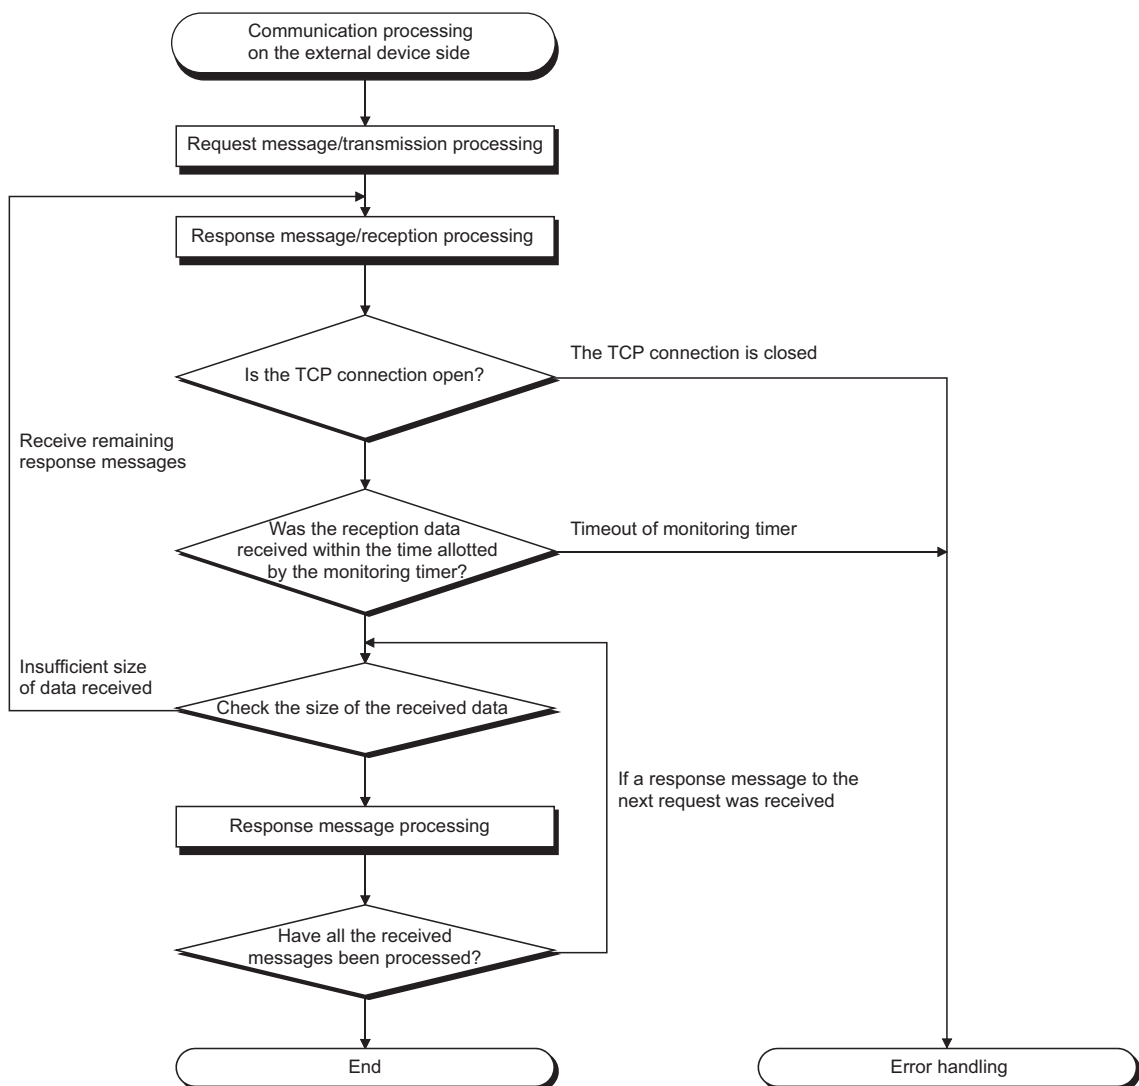 Communication processing
on the external device side
Request message/transmission processing
Response message/reception processing
Is the TCP connection open?
The TCP connection is closed
Receive remaining
response messages
Was the reception data
received within the time allotted
by the monitoring timer?
Timeout of monitoring timer
Insufficient size
of data received
Check the size of the received data
If a response message to the
next request was received
Response message processing
Have all the received
messages been processed?
End
Error handling